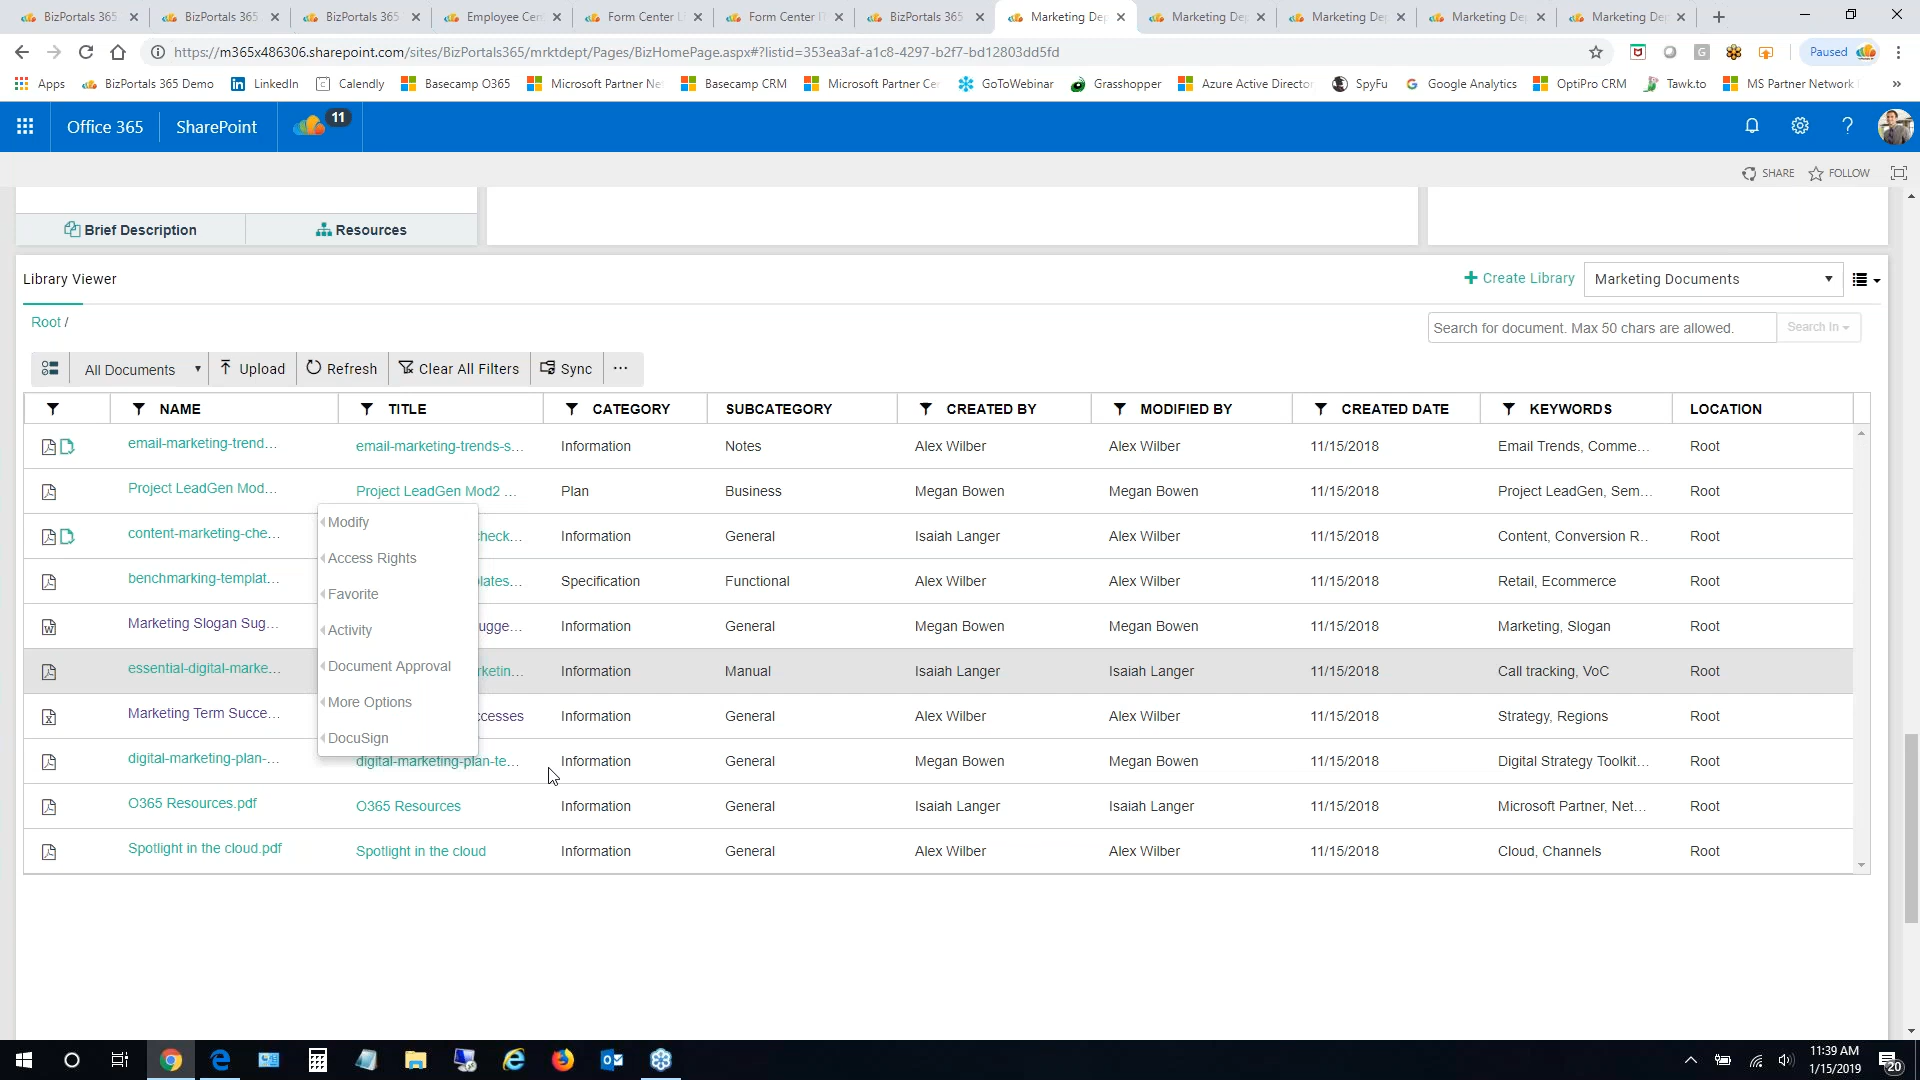 BizPortals 365
BizPortals 365
BizPortals 365
Employee Cen
Form Center L
Form Center I
BizPortals 365
Marketing Dep
Marketing De
Marketing De
Marketing De
Marketing De
https://m365x486306.sharepoint.com/sites/BizPortals365/mrktdept/Pages/BizHomePage.aspx#?listid=353ea3af-a1c8-4297-b2f7-bd12803dd5fd
Paused
Apps
BizPortals 365 Demo
LinkedIn
Calendly
Basecamp O365
Microsoft Partner Ne
Basecamp CRM
Microsoft Partner Ce
GoToWebinar
Grasshopper
Azure Active Director
SpyFu
Google Analytics
OptiPro CRM
Tawk.to
MS Partner Network
»
Office 365
SharePoint
11
?
SHARE
FOLLOW
Brief Description
Resources
Library Viewer
+ Create Library
Marketing Documents
Root /
Search for document. Max 50 chars are allowed.
Search In
All Documents
Upload
Refresh
Clear All Filters
Sync
...
NAME TITLE CATEGORY SUBCATEGORY CREATED BY MODIFIED BY CREATED DATE KEYWORDS LOCATION
email-marketing-trend... email-marketing-trends-s... Information Notes Alex Wilber Alex Wilber 11/15/2018 Email Trends, Comme... Root
Project LeadGen Mod... Project LeadGen Mod2 ... Plan Business Megan Bowen Megan Bowen 11/15/2018 Project LeadGen, Sem... Root
content-marketing-che... check... Information General Isaiah Langer Alex Wilber 11/15/2018 Content, Conversion R.. Root
benchmarking-templat... plates... Specification Functional Alex Wilber Alex Wilber 11/15/2018 Retail, Ecommerce Root
Marketing Slogan Sug... ugge... Information General Megan Bowen Megan Bowen 11/15/2018 Marketing, Slogan Root
essential-digital-marke... rketin... Information Manual Isaiah Langer Isaiah Langer 11/15/2018 Call tracking, VoC Root
Marketing Term Succe... ccesses Information General Alex Wilber Alex Wilber 11/15/2018 Strategy, Regions Root
digital-marketing-plan-... digital-marketing-plan-te... Information General Megan Bowen Megan Bowen 11/15/2018 Digital Strategy Toolkit... Root
O365 Resources.pdf O365 Resources Information General Isaiah Langer Isaiah Langer 11/15/2018 Microsoft Partner, Net... Root
Spotlight in the cloud.pdf Spotlight in the cloud Information General Alex Wilber Alex Wilber 11/15/2018 Cloud, Channels Root
Modify
Access Rights
Favorite
Activity
Document Approval
More Options
DocuSign
11:39 AM
1/15/2019
20